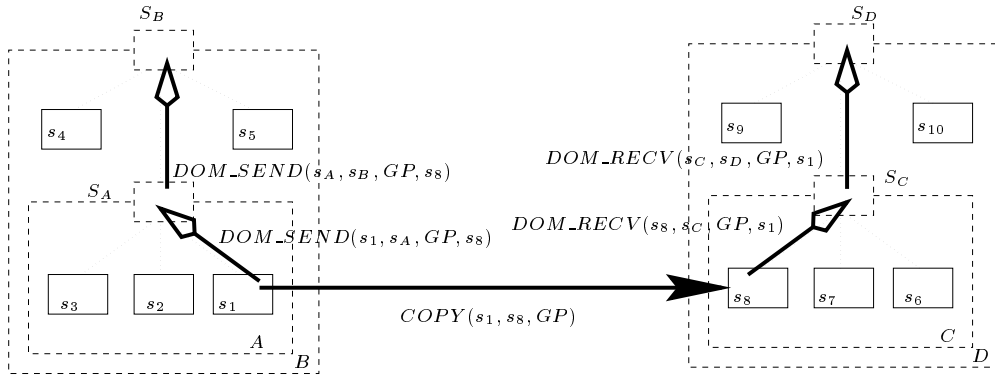 S_B
S_D
s_4
s_5
s_9
s_10
DOM_SEND(s_A, s_B, GP, s_8)
DOM_RECV(s_C, s_D, GP, s_1)
S_A
S_C
DOM_SEND(s_1, s_A, GP, s_8)
DOM_RECV(s_8, s_C, GP, s_1)
s_3
s_2
s_1
s_8
s_7
s_6
COPY(s_1, s_8, GP)
A
B
C
D